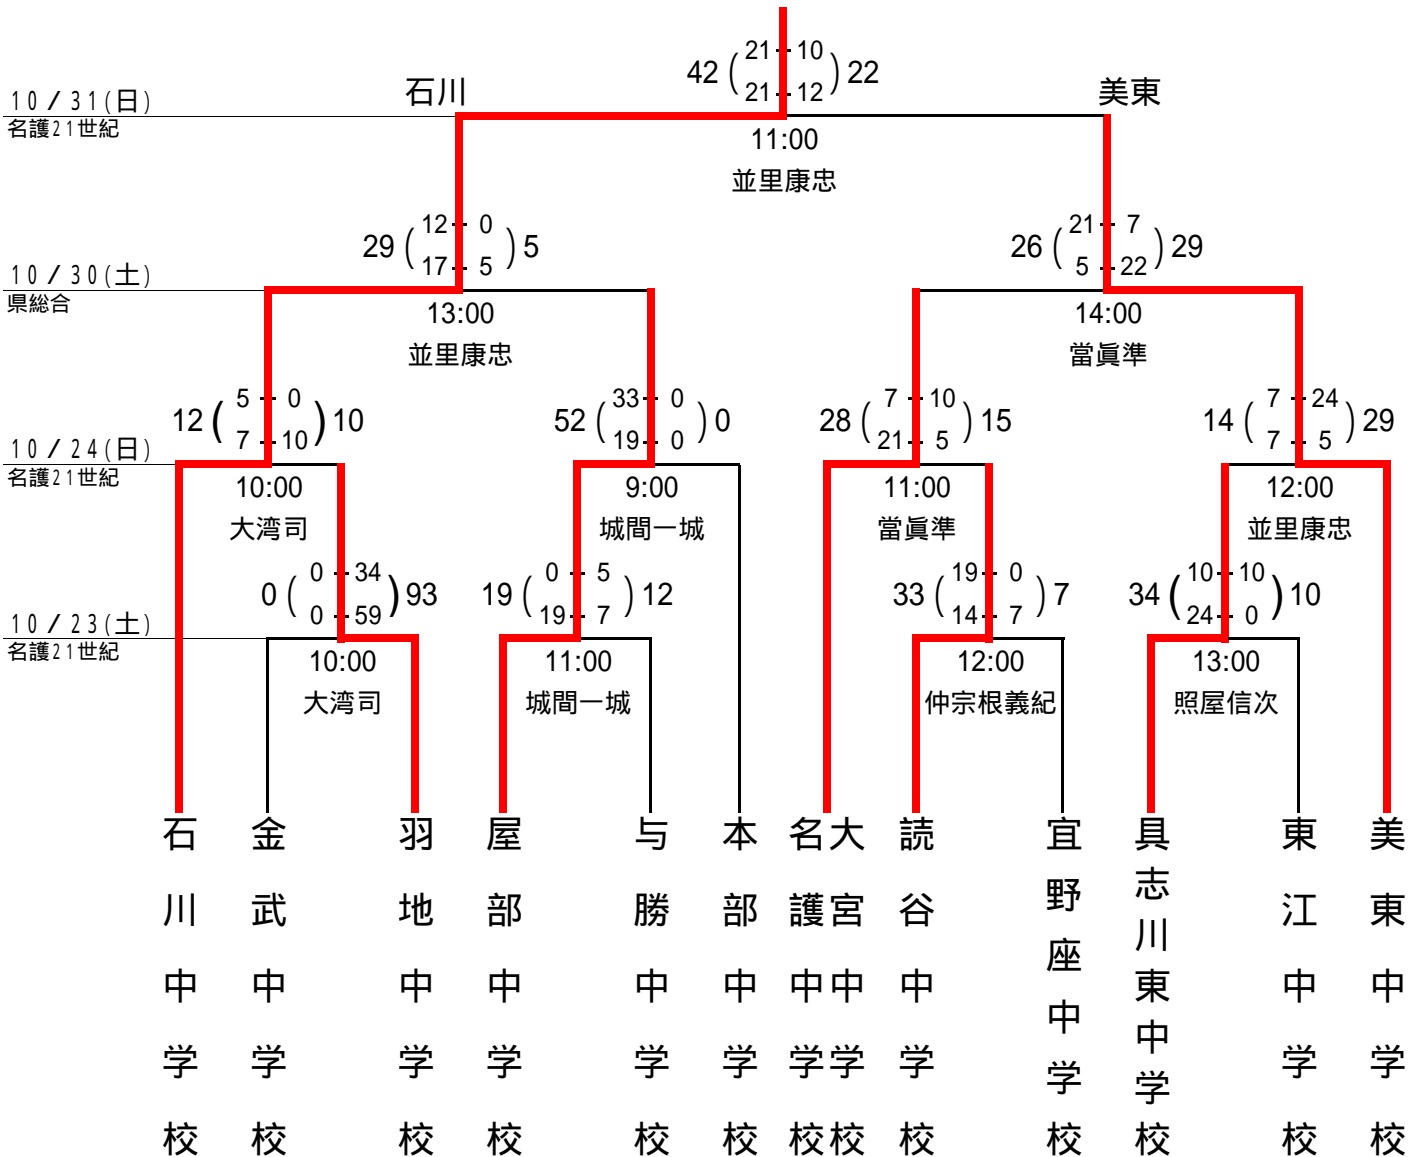 21 10
42 ( ) 22
21 12
石川 美東
10/31(日)
名護21世紀
11:00
並里康忠
12 0 21 7
29 ( ) 5 26 ( ) 29
17 5 5 22
10/30(土)
県総合
13:00 14:00
並里康忠 當眞準
5 0 33 0 7 10 7 24
12 ( ) 10 52 ( ) 0 28 ( ) 15 14 ( ) 29
7 10 19 0 21 5 7 5
10/24(日)
名護21世紀
10:00 9:00 11:00 12:00
大湾司 城間一城 當眞準 並里康忠
0 34 0 5 19 0 10 10
0 ( ) 93 19 ( ) 12 33 ( ) 7 34 ( ) 10
0 59 19 7 14 7 24 0
10/23(土)
名護21世紀
10:00 11:00 12:00 13:00
大湾司 城間一城 仲宗根義紀 照屋信次
石川中学校
金武中学校
羽地中学校
屋部中学校
与勝中学校
本部中学校
名護中学校
大宮中学校
読谷中学校
宜野座中学校
具志川東中学校
東江中学校
美東中学校